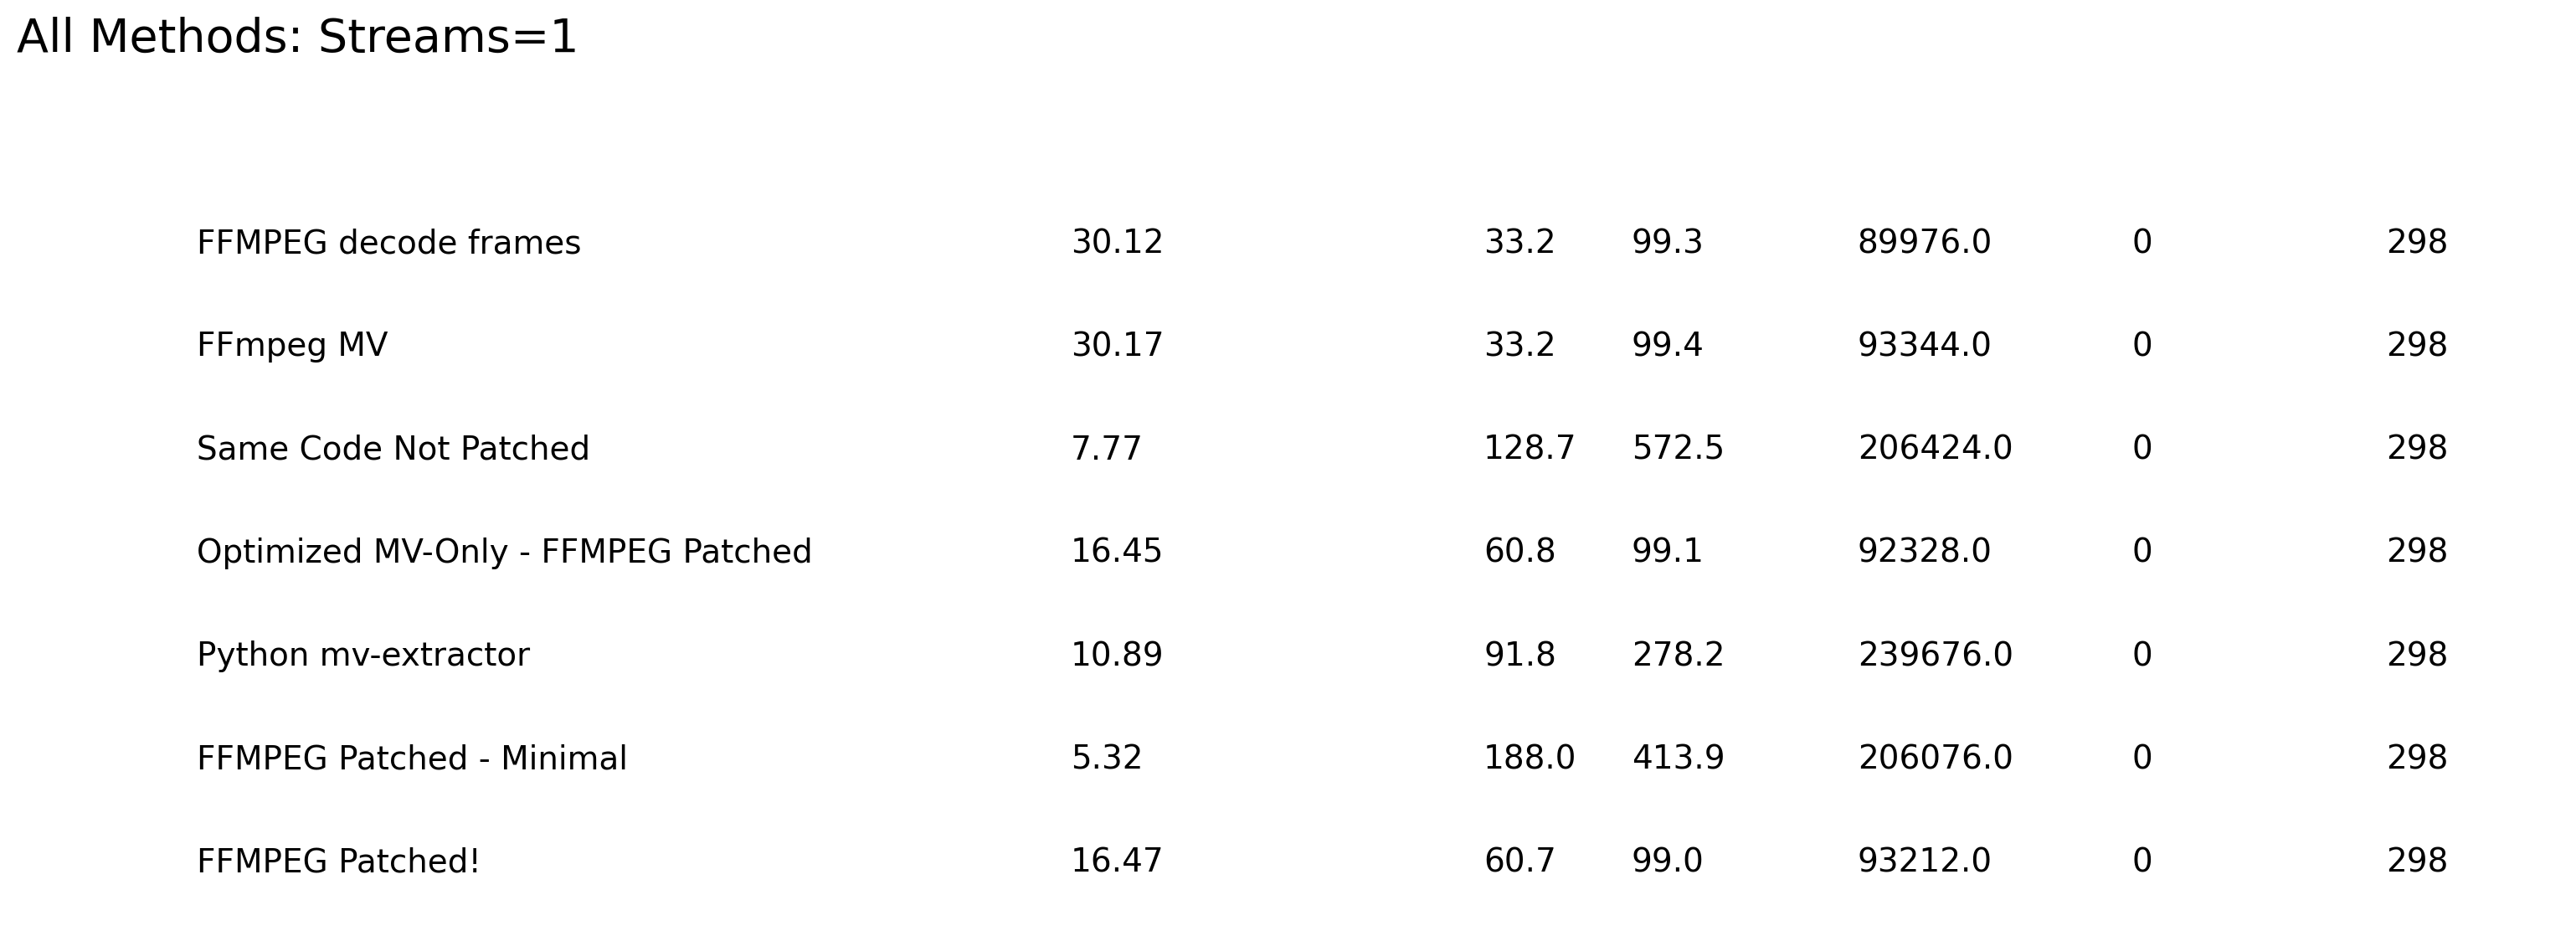 All Methods: Streams=1
FFMPEG decode frames 30.12 33.2 99.3 89976.0 0 298
FFmpeg MV 30.17 33.2 99.4 93344.0 0 298
Same Code Not Patched 7.77 128.7 572.5 206424.0 0 298
Optimized MV-Only - FFMPEG Patched 16.45 60.8 99.1 92328.0 0 298
Python mv-extractor 10.89 91.8 278.2 239676.0 0 298
FFMPEG Patched - Minimal 5.32 188.0 413.9 206076.0 0 298
FFMPEG Patched! 16.47 60.7 99.0 93212.0 0 298